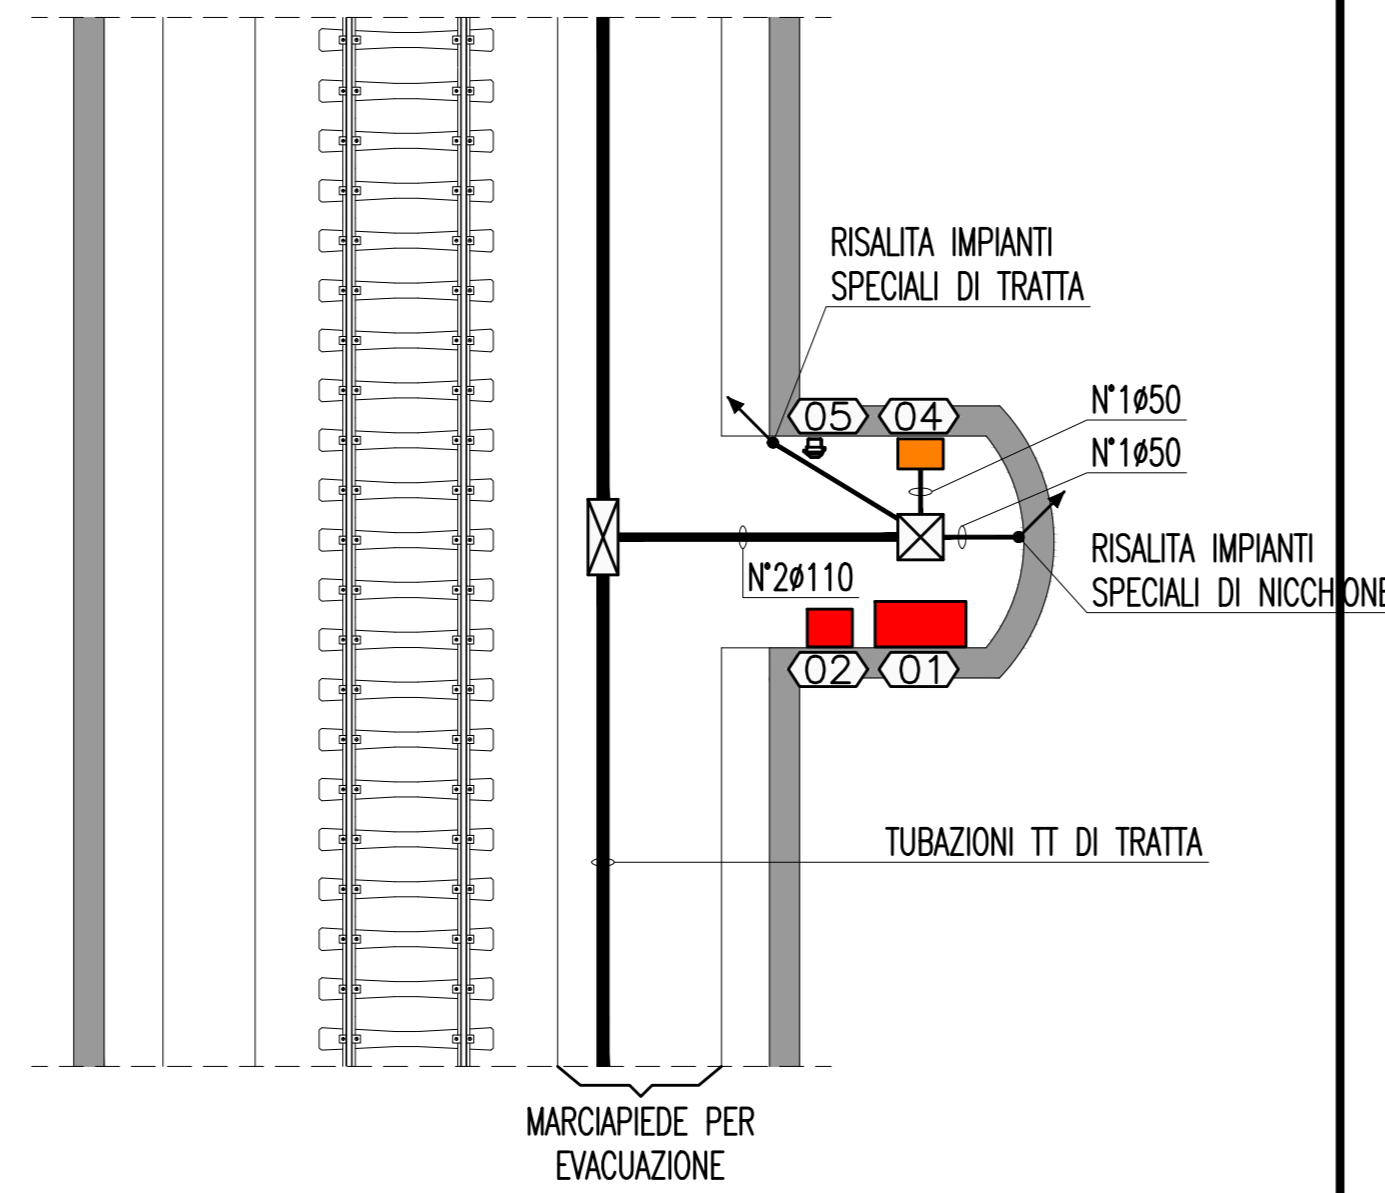 RISALITA IMPIANTI
SPECIALI DI TRATTA
05
04
N°1ø50
N°1ø50
RISALITA IMPIANTI
SPECIALI DI NICCHIONE
N°2ø110
02
01
TUBAZIONI TT DI TRATTA
MARCIAPIEDE PER
EVACUAZIONE